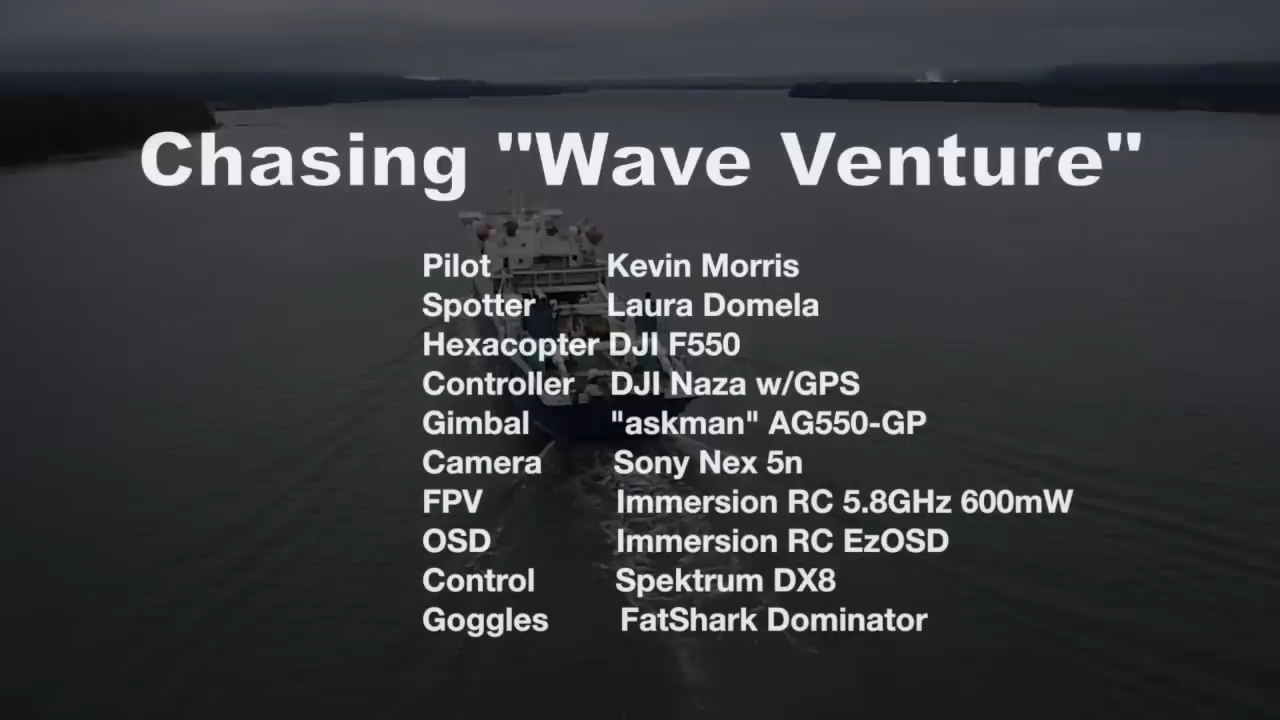 Chasing "Wave Venture"
Pilot Kevin Morris
Spotter Laura Domela
Hexacopter DJI F550
Controller DJI Naza w/GPS
Gimbal "askman" AG550-GP
Camera Sony Nex 5n
FPV Immersion RC 5.8GHz 600mW
OSD Immersion RC EzOSD
Control Spektrum DX8
Goggles FatShark Dominator